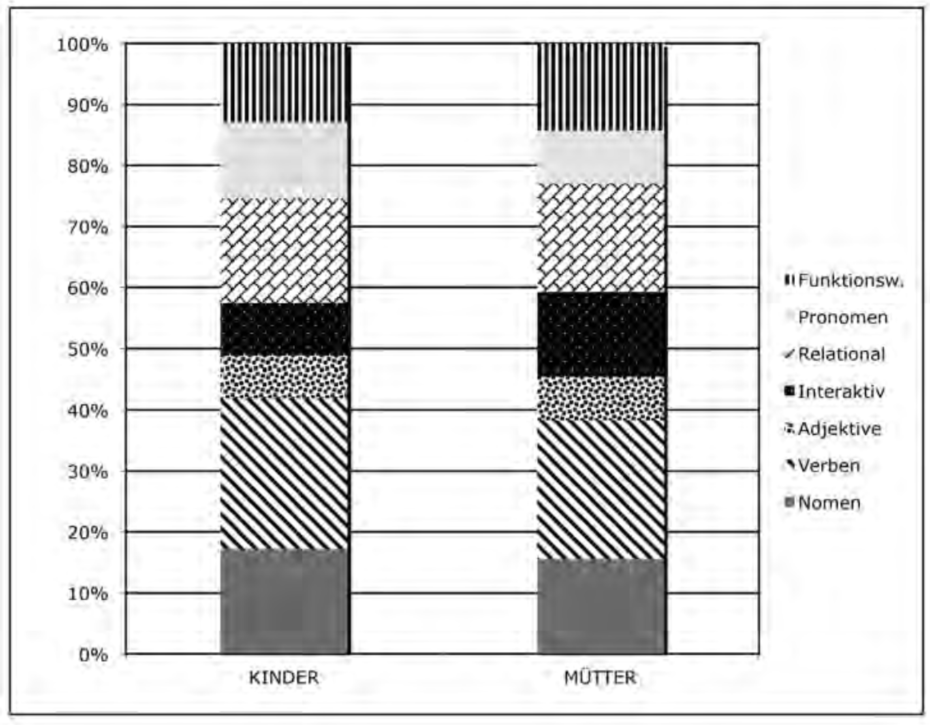 100%
90%
80%
70%
60%
50%
40%
30%
20%
10%
0%
KINDER
MÜTTER
Funktionsw.
Pronomen
Relational
Interaktiv
Adjektive
Verben
Nomen